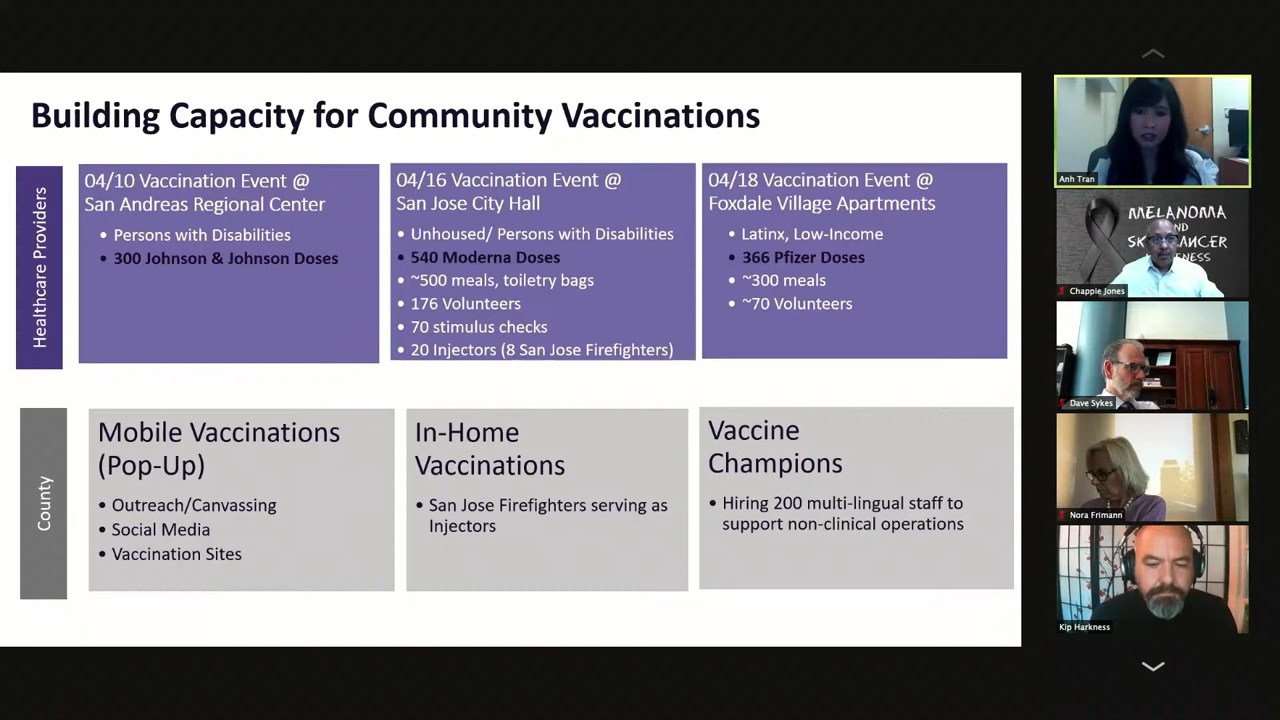 Building Capacity for Community Vaccinations
Healthcare Providers
04/10 Vaccination Event @
San Andreas Regional Center
• Persons with Disabilities
• 300 Johnson & Johnson Doses
04/16 Vaccination Event @
San Jose City Hall
• Unhoused/ Persons with Disabilities
• 540 Moderna Doses
• ~500 meals, toiletry bags
• 176 Volunteers
• 70 stimulus checks
• 20 Injectors (8 San Jose Firefighters)
04/18 Vaccination Event @
Foxdale Village Apartments
• Latinx, Low-Income
• 366 Pfizer Doses
• ~300 meals
• ~70 Volunteers
County
Mobile Vaccinations
(Pop-Up)
• Outreach/Canvassing
• Social Media
• Vaccination Sites
In-Home
Vaccinations
• San Jose Firefighters serving as
Injectors
Vaccine
Champions
• Hiring 200 multi-lingual staff to
support non-clinical operations
Anh Tran
MELANOMA
AND
Chappie Jones
Dave Sykes
Nora Frimann
Kip Harkness